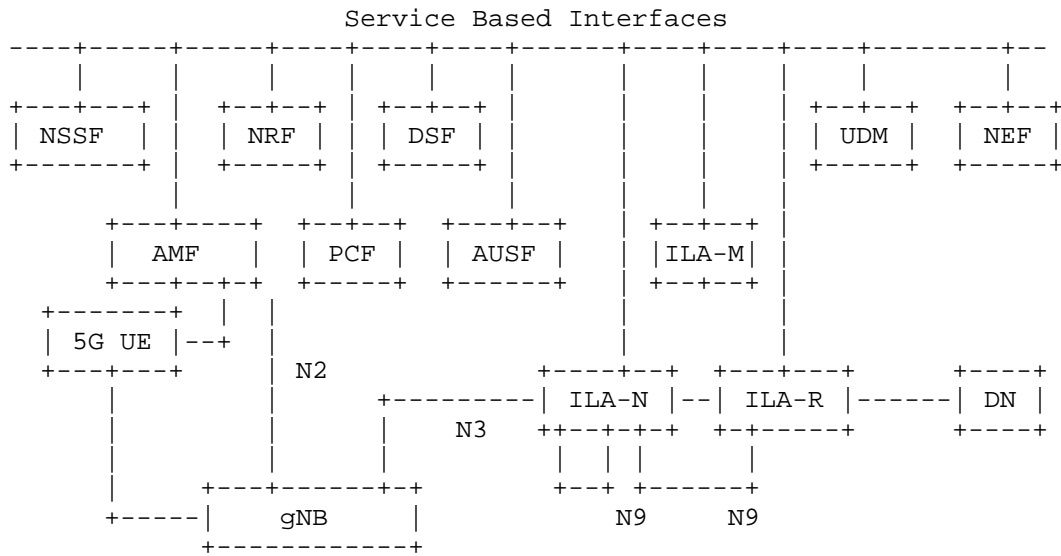 Service Based Interfaces
NSSF NRF DSF UDM NEF
AMF PCF AUSF ILA-M
5G UE
N2
ILA-N ILA-R DN
N3
gNB N9 N9